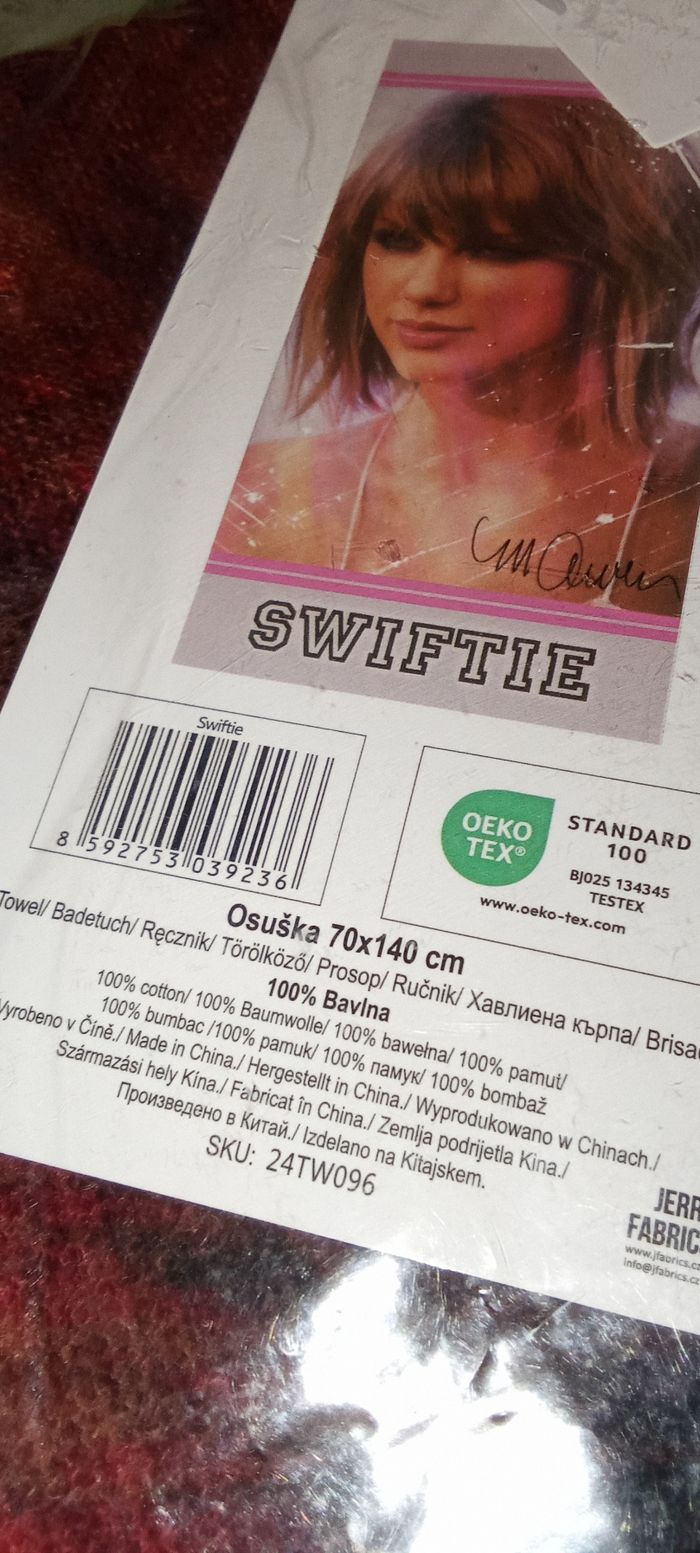 SWIFTIE
Swiftie
8 592753 039236
OEKO
TEX®
STANDARD
100
BJ025 134345
TESTEX
www.oeko-tex.com
Osuška 70x140 cm
Towel/ Badetuch/ Ręcznik/ Törölköző/ Prosop/ Ručnik/ Хавлиена кърпа/ Brisa
100% Bavlna
100% cotton/ 100% Baumwolle/ 100% bawełna/ 100% pamut/
100% bumbac /100% pamuk/ 100% памук/ 100% bombaž
Vyrobeno v Číně./ Made in China./ Hergestellt in China./ Wyprodukowano w Chinach./
Származási hely Kína./ Fabricat în China./ Zemlja podrijetla Kina./
Произведено в Китай./ Izdelano na Kitajskem.
SKU: 24TW096
JERR
FABRIC
www.jfabrics.cz
info@jfabrics.cz